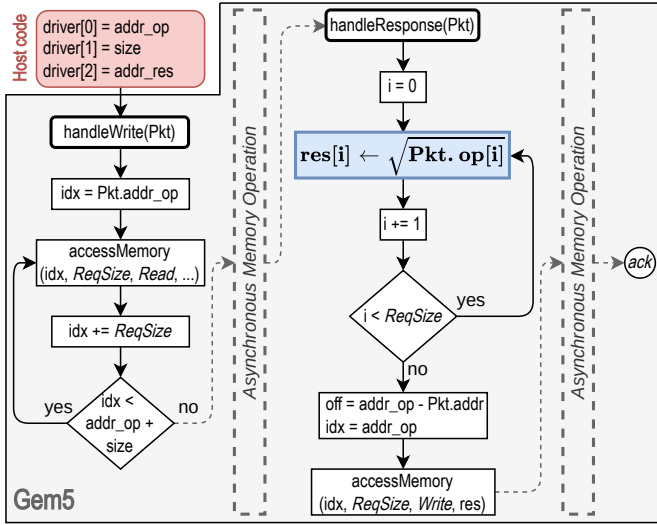 Host code
driver[0] = addr_op
driver[1] = size
driver[2] = addr_res
handleWrite(Pkt)
idx = Pkt.addr_op
accessMemory
(idx, ReqSize, Read, ...)
idx += ReqSize
idx <
addr_op +
size
yes
no
Asynchronous Memory Operation
handleResponse(Pkt)
i = 0
res[i] ← √Pkt. op[i]
i += 1
i < ReqSize
yes
no
off = addr_op - Pkt.addr
idx = addr_op
accessMemory
(idx, ReqSize, Write, res)
Asynchronous Memory Operation
ack
Gem5